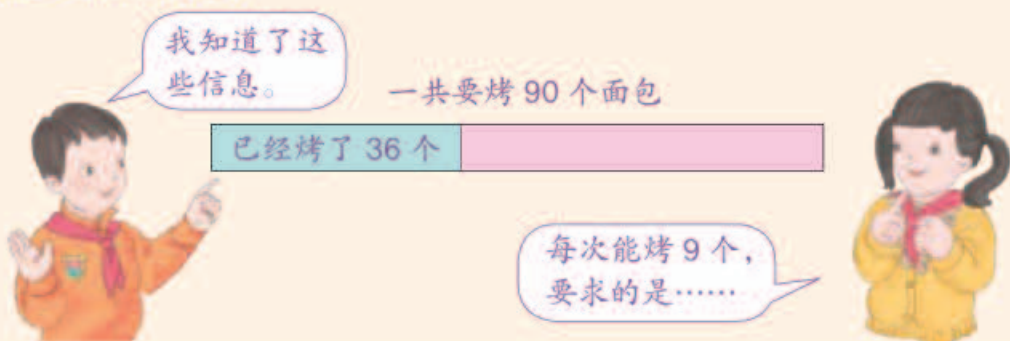 我知道了这
些信息。
一共要烤 90 个面包
已经烤了 36 个
每次能烤 9 个，
要求的是……